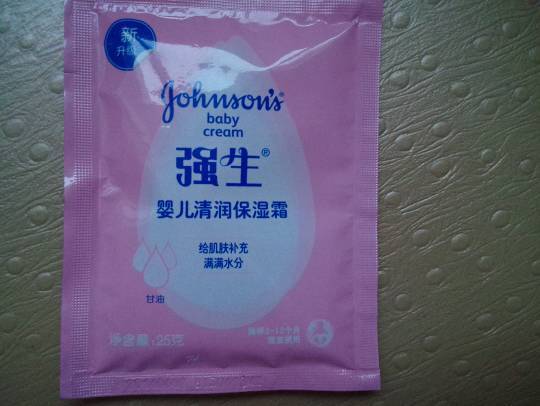 新
升级
Johnson's®
baby
cream
强生®
婴儿清润保湿霜
给肌肤补充
满满水分
甘油
净含量:25克